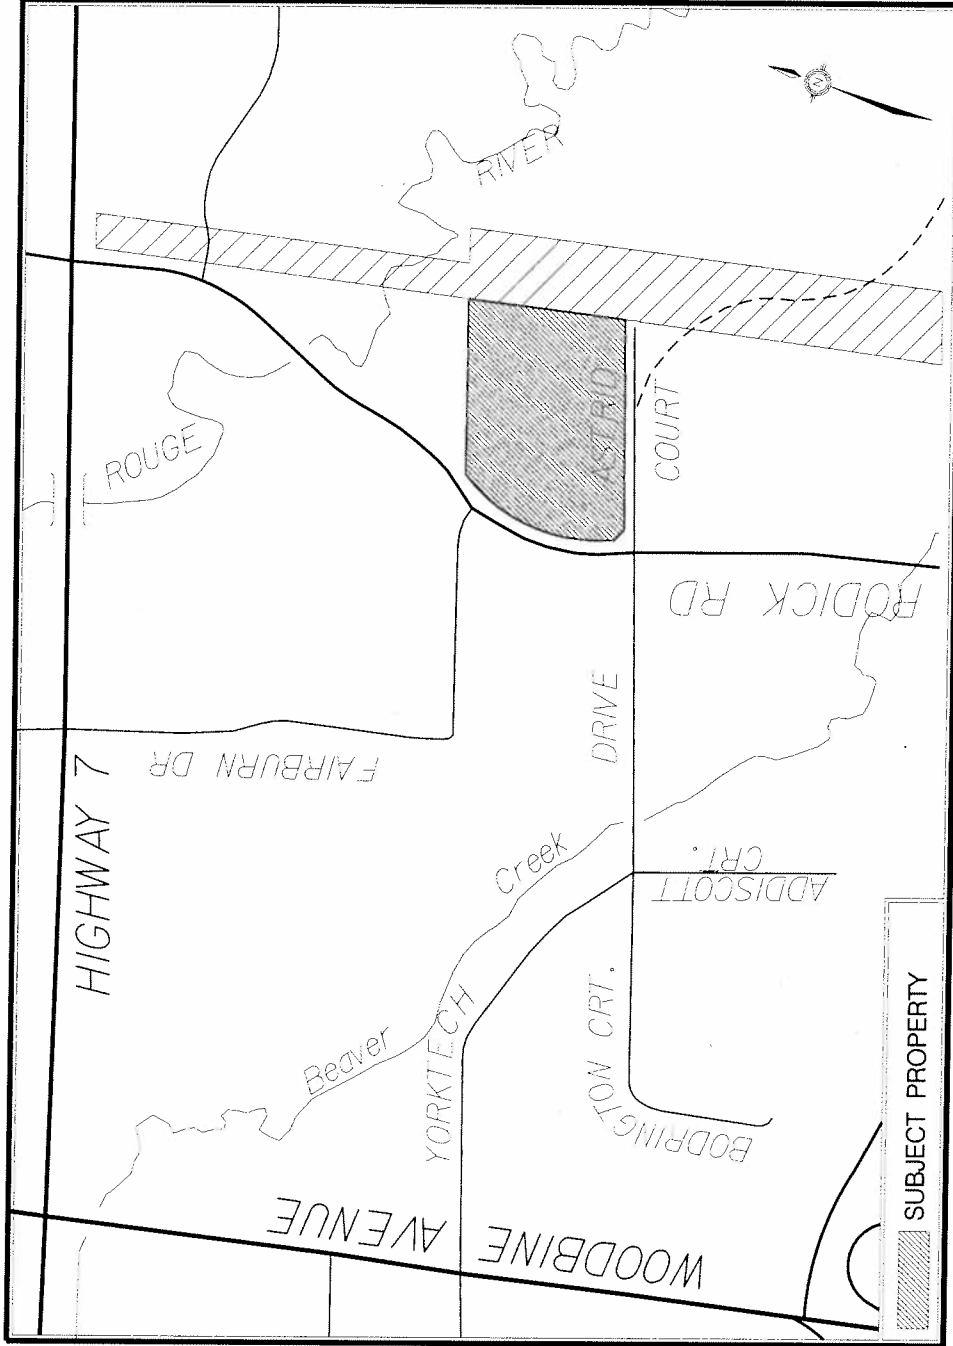 HIGHWAY 7
WOODBINE AVENUE
Beaver Creek
YORKTECH DRIVE
BODRINGTON CRT.
ADDISCOTT
CRT.
FAIRBURN DR
RODICK RD
ROUGE RIVER
ASTRID
COURT
N
SUBJECT PROPERTY